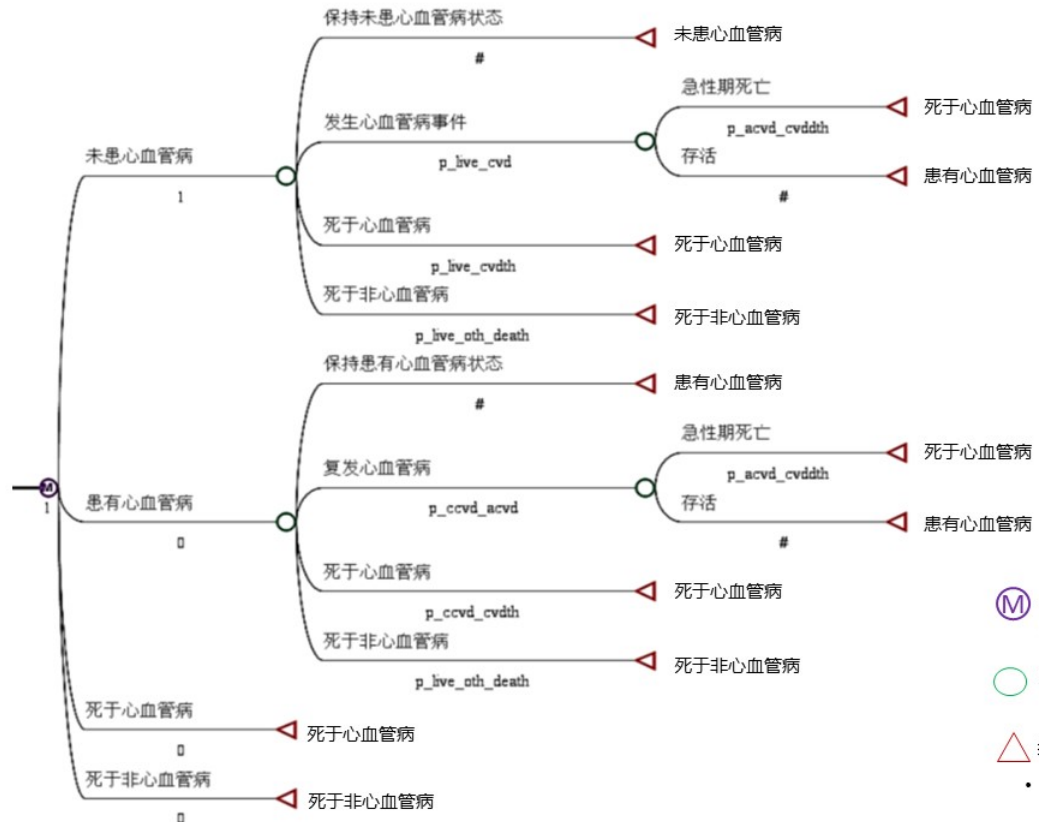 保持未患心血管病状态
未患心血管病
#
急性期死亡
死于心血管病
发生心血管病事件
p_acvd_cvddth
存活
未患心血管病
p_live_cvd
患有心血管病
1
#
死于心血管病
死于心血管病
p_live_cvdth
死于非心血管病
死于非心血管病
p_live_oth_death
保持患有心血管病状态
患有心血管病
#
急性期死亡
死于心血管病
复发心血管病
p_acvd_cvddth
存活
M
1
患有心血管病
p_ccvd_acvd
患有心血管病
0
#
死于心血管病
死于心血管病
p_ccvd_cvdth
M
死于非心血管病
死于非心血管病
p_live_oth_death
死于心血管病
死于心血管病
0
死于非心血管病
死于非心血管病
0